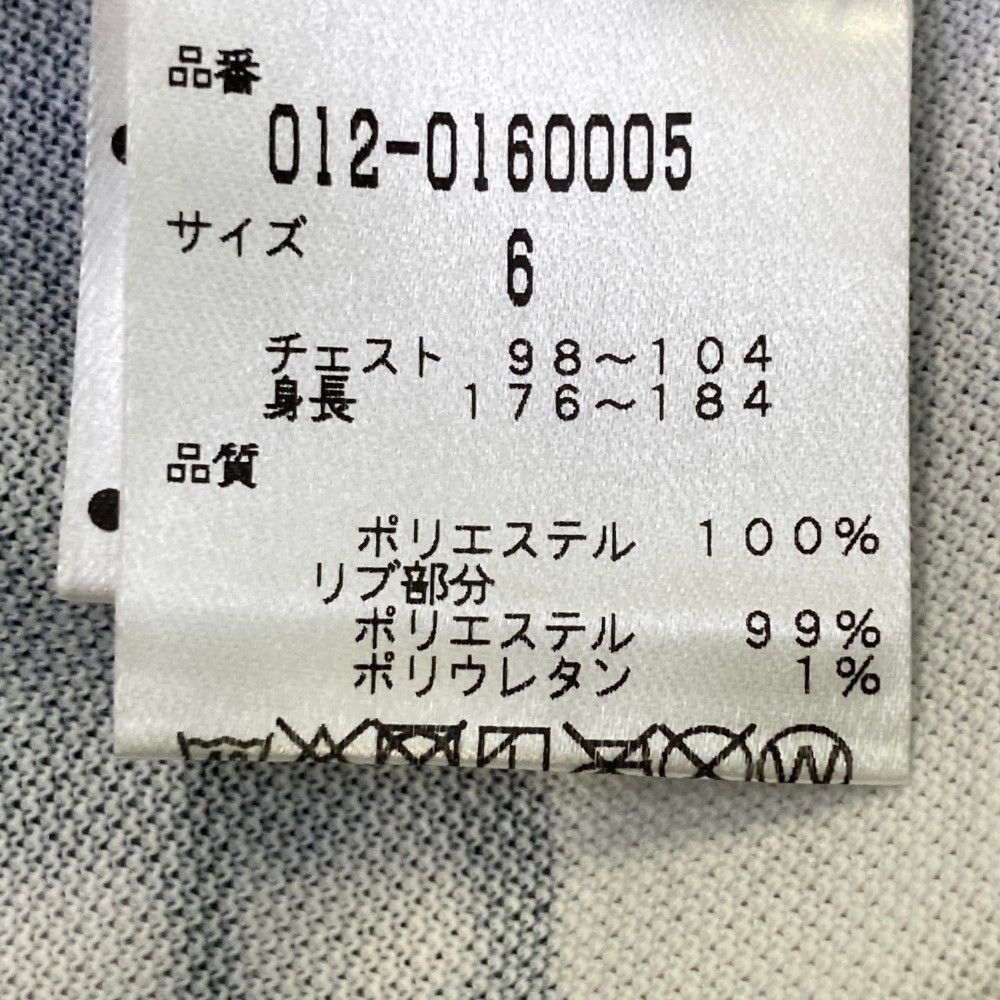 品番
012-0160005
サイズ
6
チェスト 98～104
身長 176～184
品質
ポリエステル 100%
リブ部分
ポリエステル 99%
ポリウレタン 1%
W